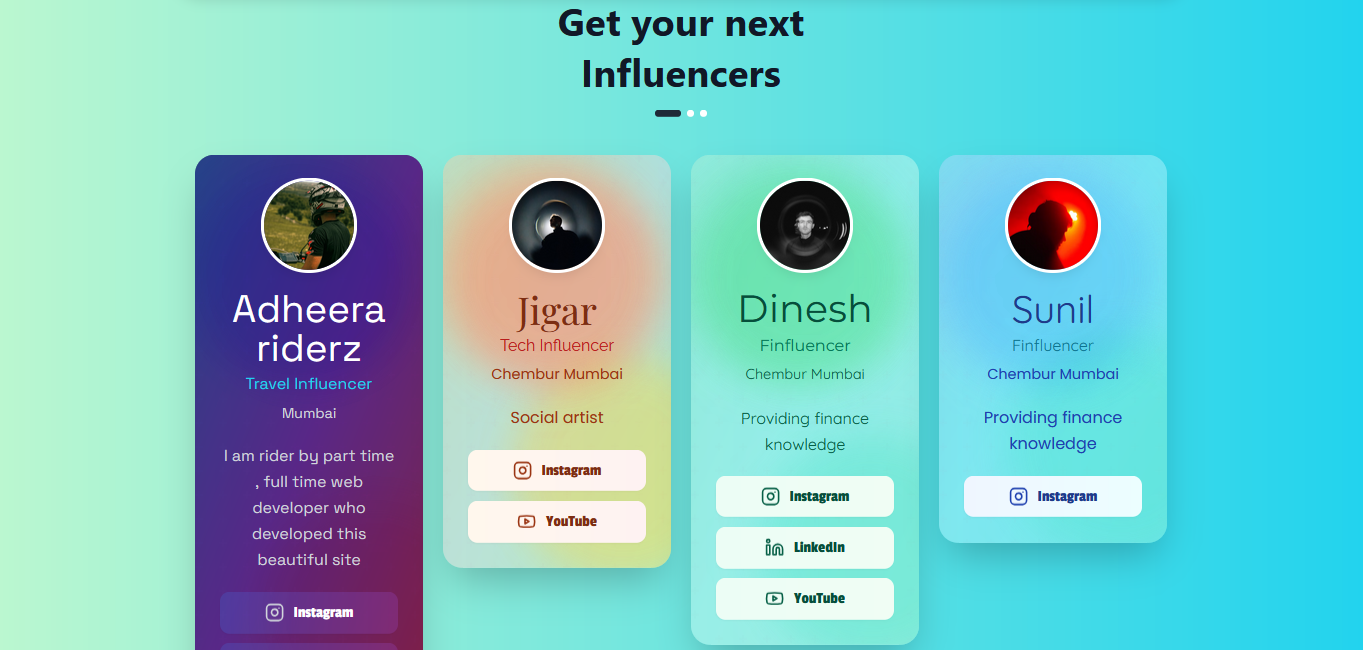 Get your next
Influencers
Adheera
riderz
Travel Influencer
Mumbai
I am rider by part time
, full time web
developer who
developed this
beautiful site
Instagram
Jigar
Tech Influencer
Chembur Mumbai
Social artist
Instagram
YouTube
Dinesh
Finfluencer
Chembur Mumbai
Providing finance
knowledge
Instagram
LinkedIn
YouTube
Sunil
Finfluencer
Chembur Mumbai
Providing finance
knowledge
Instagram